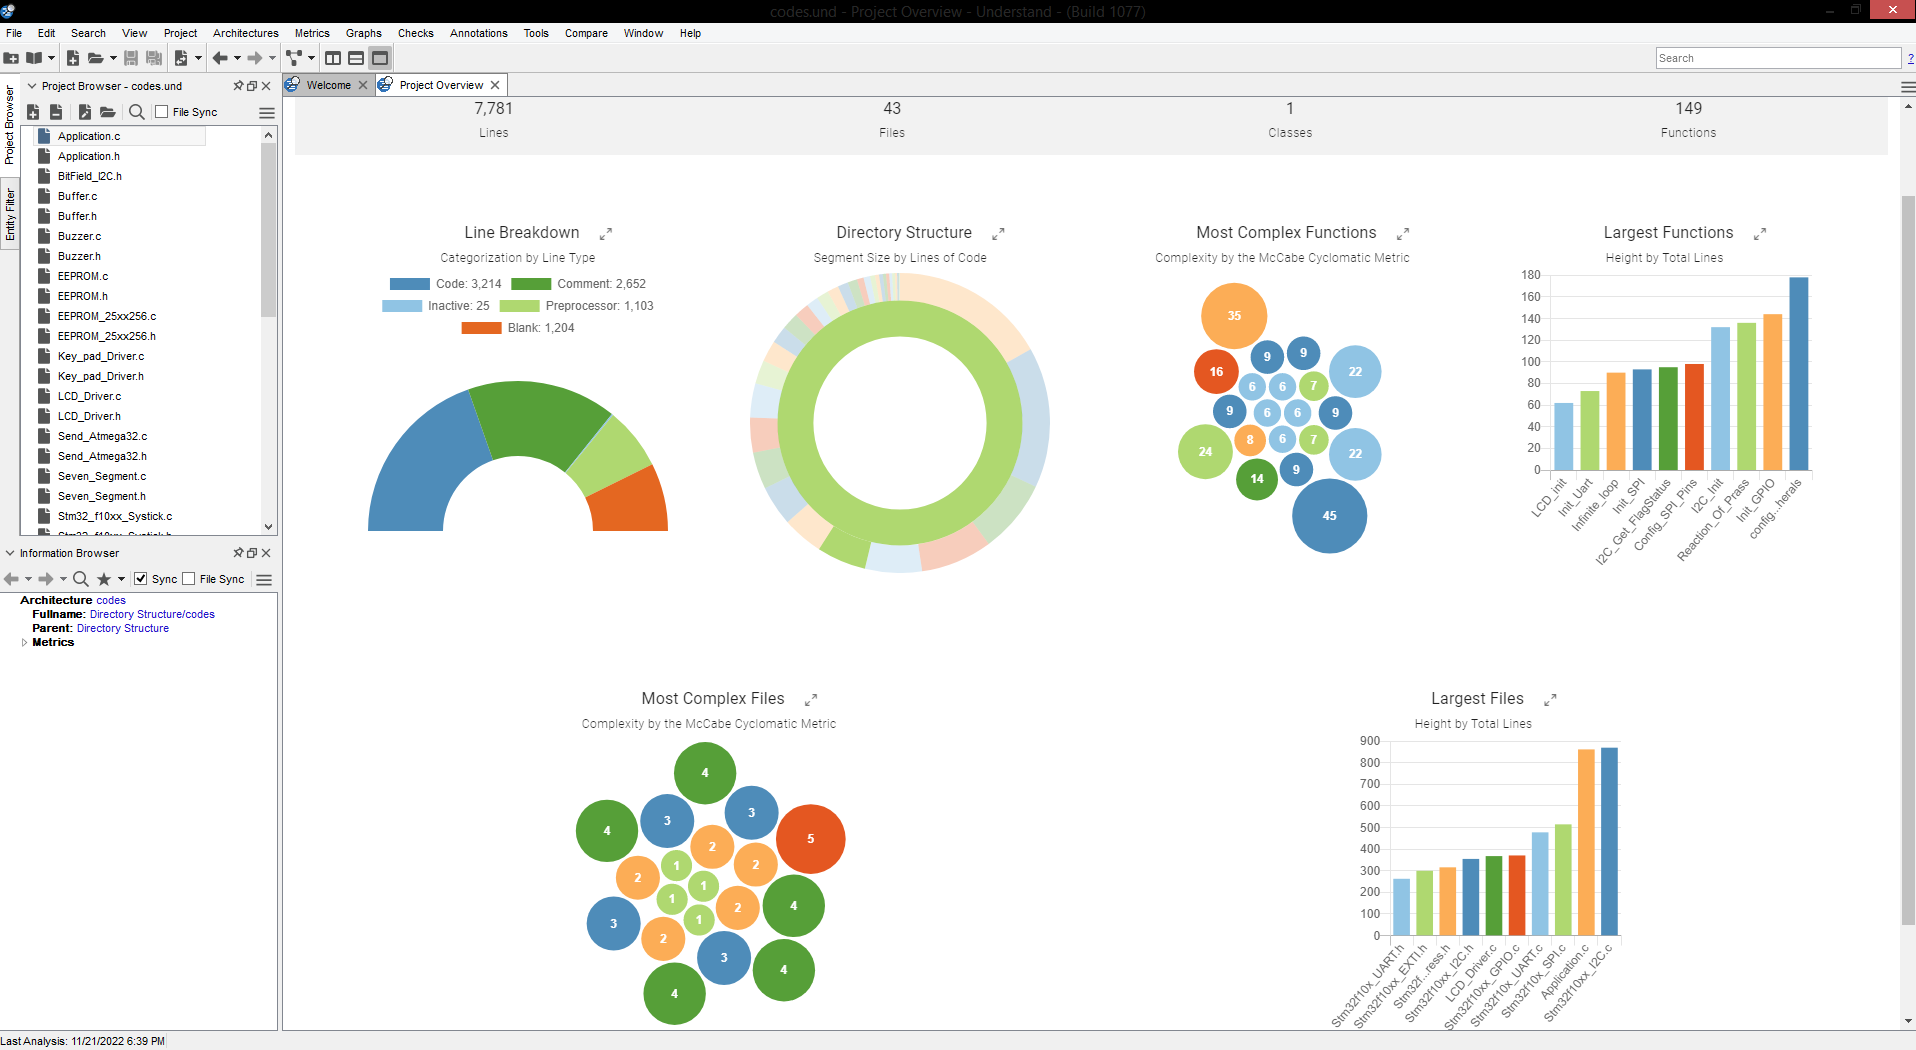 codes.und - Project Overview - Understand - (Build 1077)
File Edit Search View Project Architectures Metrics Graphs Checks Annotations Tools Compare Window Help
Search
?
Project Browser
Entity Filter
Project Browser - codes.und
File Sync
Application.c
Application.h
BitField_I2C.h
Buffer.c
Buffer.h
Buzzer.c
Buzzer.h
EEPROM.c
EEPROM.h
EEPROM_25xx256.c
EEPROM_25xx256.h
Key_pad_Driver.c
Key_pad_Driver.h
LCD_Driver.c
LCD_Driver.h
Send_Atmega32.c
Send_Atmega32.h
Seven_Segment.c
Seven_Segment.h
Stm32_f10xx_Systick.c
Stm32_f10xx_Systick.h
Information Browser
Sync File Sync
Architecture codes
Fullname: Directory Structure/codes
Parent: Directory Structure
Metrics
Welcome Project Overview
7,781 43 1 149
Lines Files Classes Functions
Line Breakdown
Categorization by Line Type
Code: 3,214 Comment: 2,652
Inactive: 25 Preprocessor: 1,103
Blank: 1,204
Directory Structure
Segment Size by Lines of Code
Most Complex Functions
Complexity by the McCabe Cyclomatic Metric
35
9 9
16 22
6 6 7
9 6 6 9
8 6 7
24 22
9
14
45
Largest Functions
Height by Total Lines
180
160
140
120
100
80
60
40
20
0
LCD_init
Init_Uart
Infinite_loop
Init_SPI
I2C_Get_FlagStatus
Config_SPI_Pins
I2C_Init
Reaction_Of_Prass
Init_GPIO
config...herals
Most Complex Files
Complexity by the McCabe Cyclomatic Metric
4
3
4 3
5
2
1 2
2
1
1 4
2
1
3
2
3
4
4
Largest Files
Height by Total Lines
900
800
700
600
500
400
300
200
100
0
Stm32f10x_UART.h
Stm32f10xx_EXTI.h
Stm32f...ress.h
Stm32f10xx_I2C.h
LCD_Driver.c
Stm32f10xx_GPIO.c
Stm32f10x_UART.c
Stm32f10x_SPI.c
Application.c
Stm32f10xx_I2C.c
Last Analysis: 11/21/2022 6:39 PM